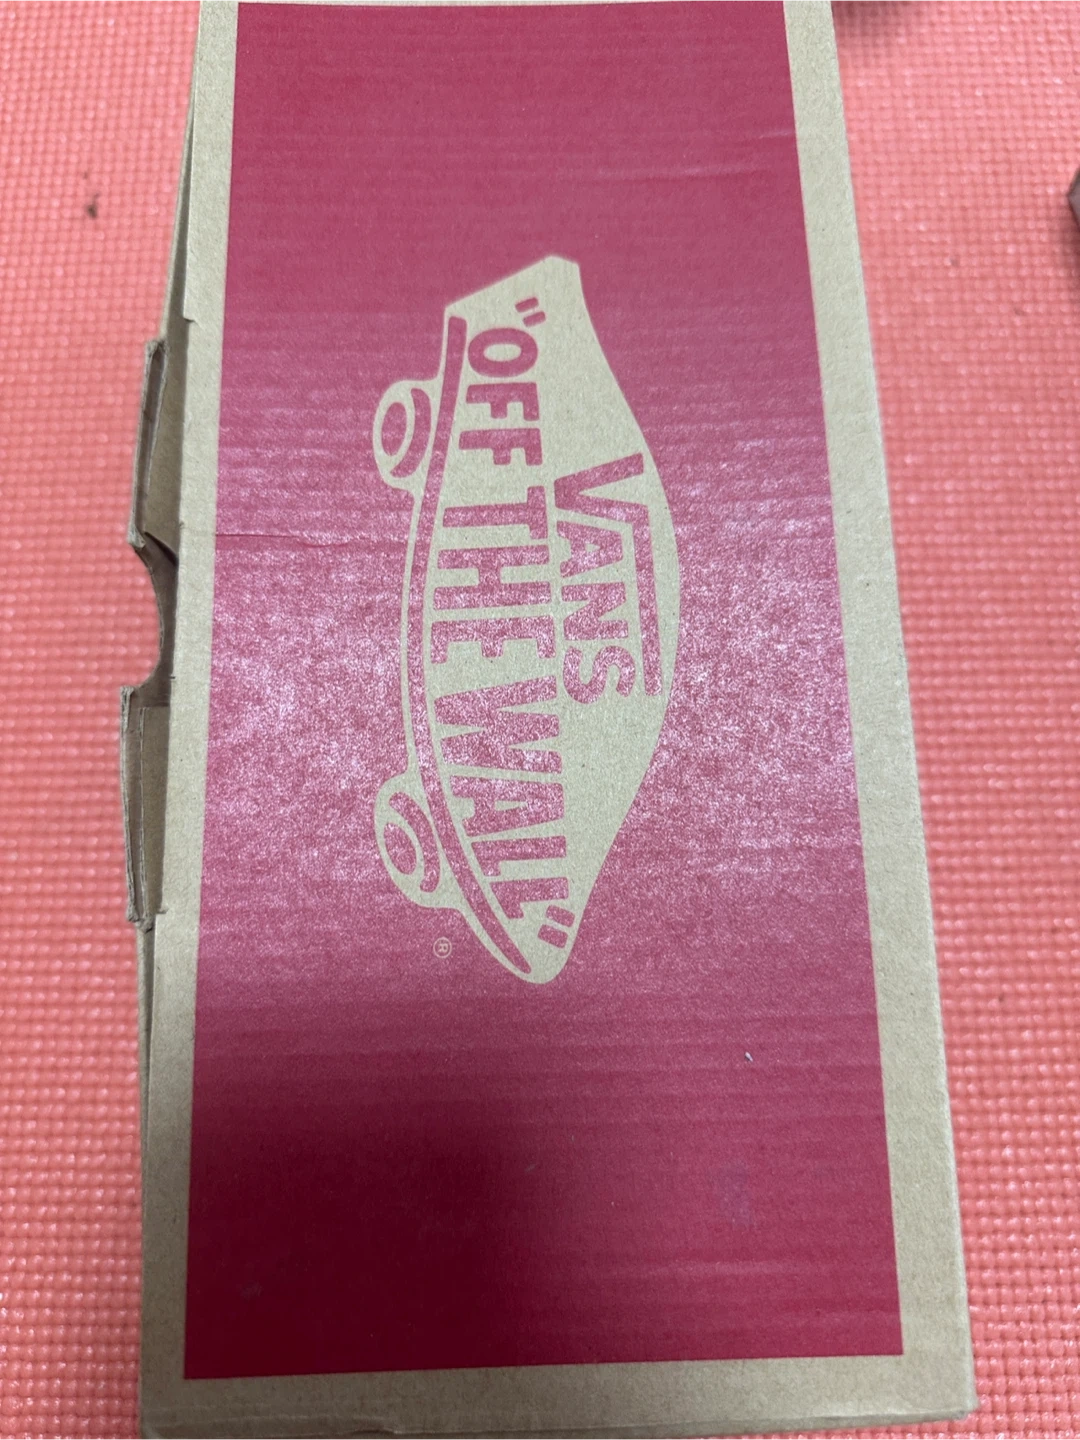 VANS
"OFF THE WALL"
®